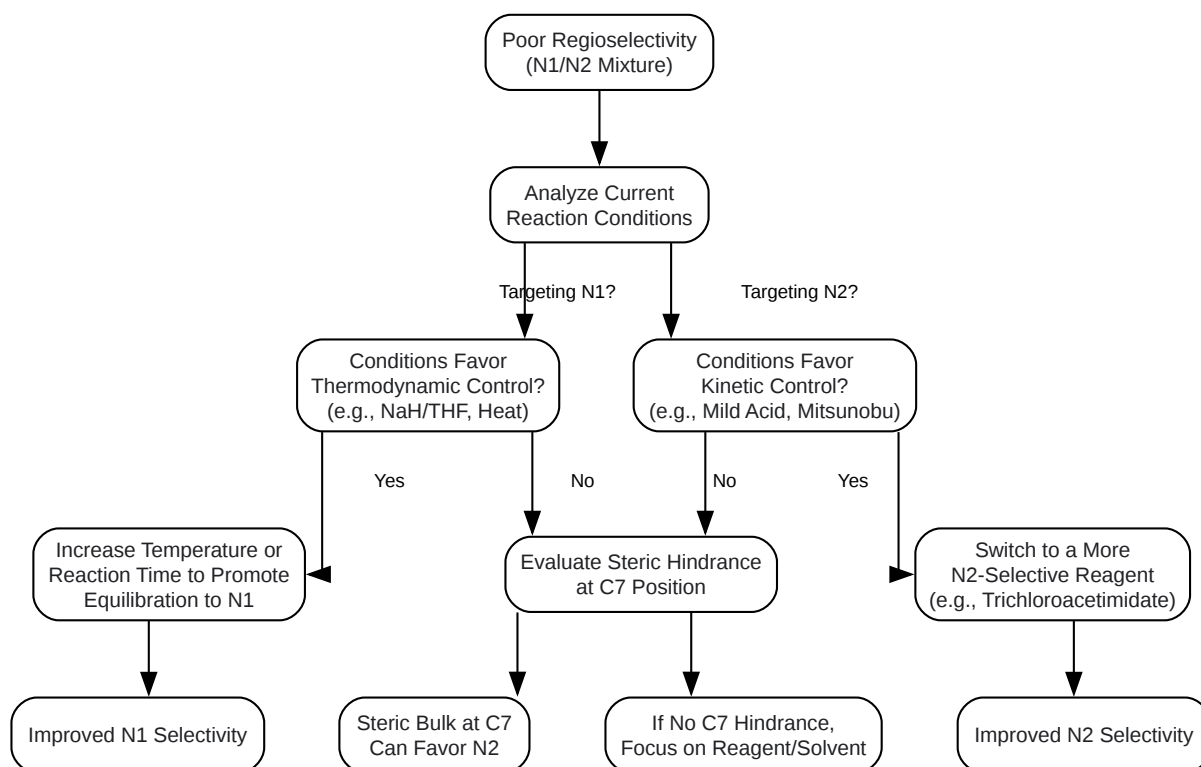 Poor Regioselectivity
(N1/N2 Mixture)
Analyze Current
Reaction Conditions
Targeting N1?
Targeting N2?
Conditions Favor
Thermodynamic Control?
(e.g., NaH/THF, Heat)
Conditions Favor
Kinetic Control?
(e.g., Mild Acid, Mitsunobu)
Yes
No
No
Yes
Increase Temperature or
Reaction Time to Promote
Equilibration to N1
Evaluate Steric Hindrance
at C7 Position
Switch to a More
N2-Selective Reagent
(e.g., Trichloroacetimidate)
Improved N1 Selectivity
Steric Bulk at C7
Can Favor N2
If No C7 Hindrance,
Focus on Reagent/Solvent
Improved N2 Selectivity